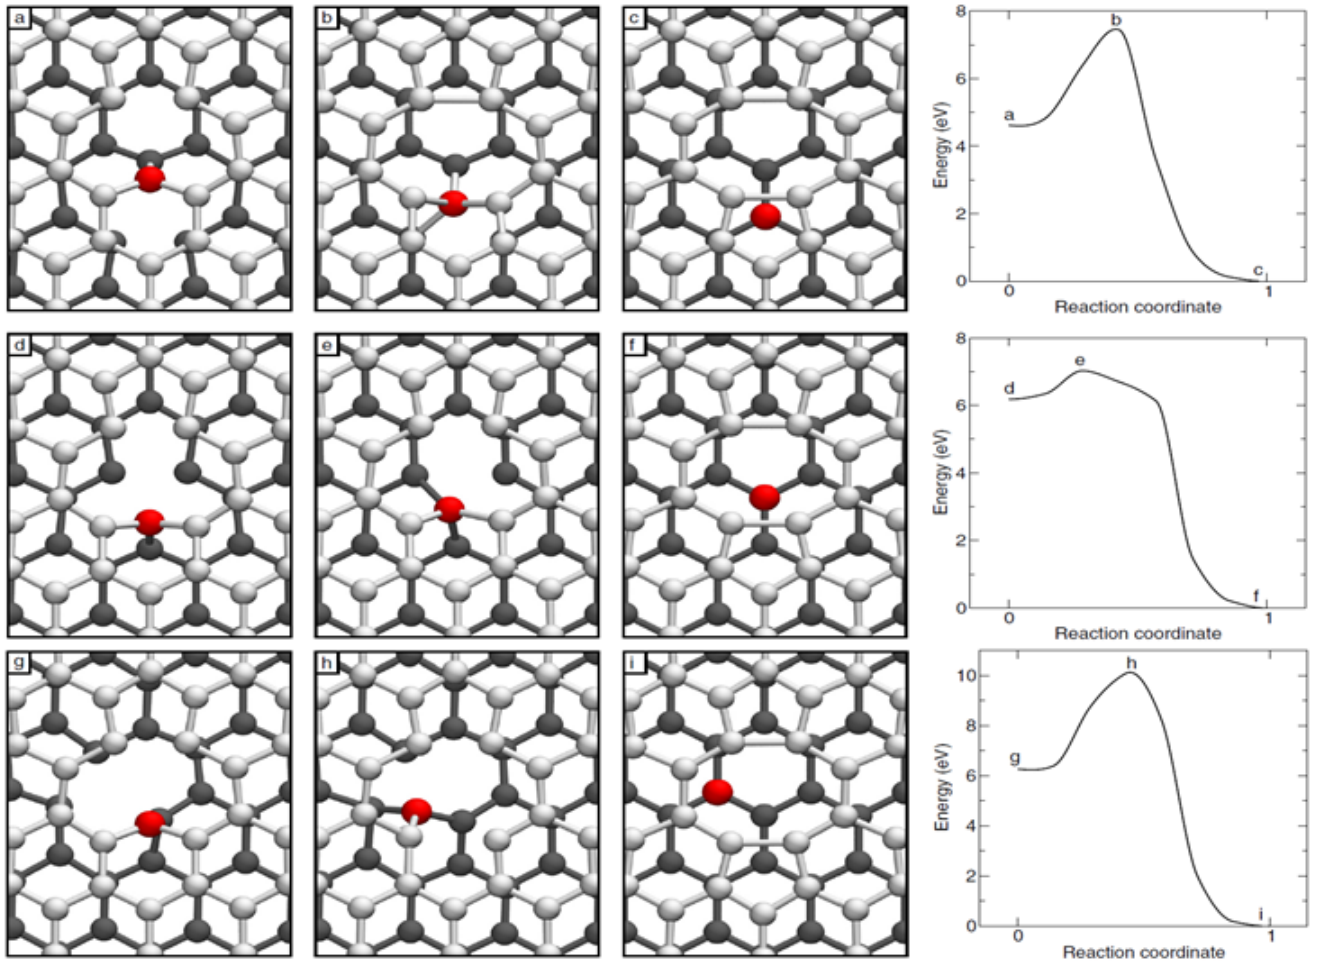 a
b
c
8
6
4
2
0
Energy (eV)
a
b
c
0
1
Reaction coordinate
d
e
f
8
6
4
2
0
Energy (eV)
d
e
f
0
1
Reaction coordinate
g
h
i
10
8
6
4
2
0
Energy (eV)
g
h
i
0
1
Reaction coordinate